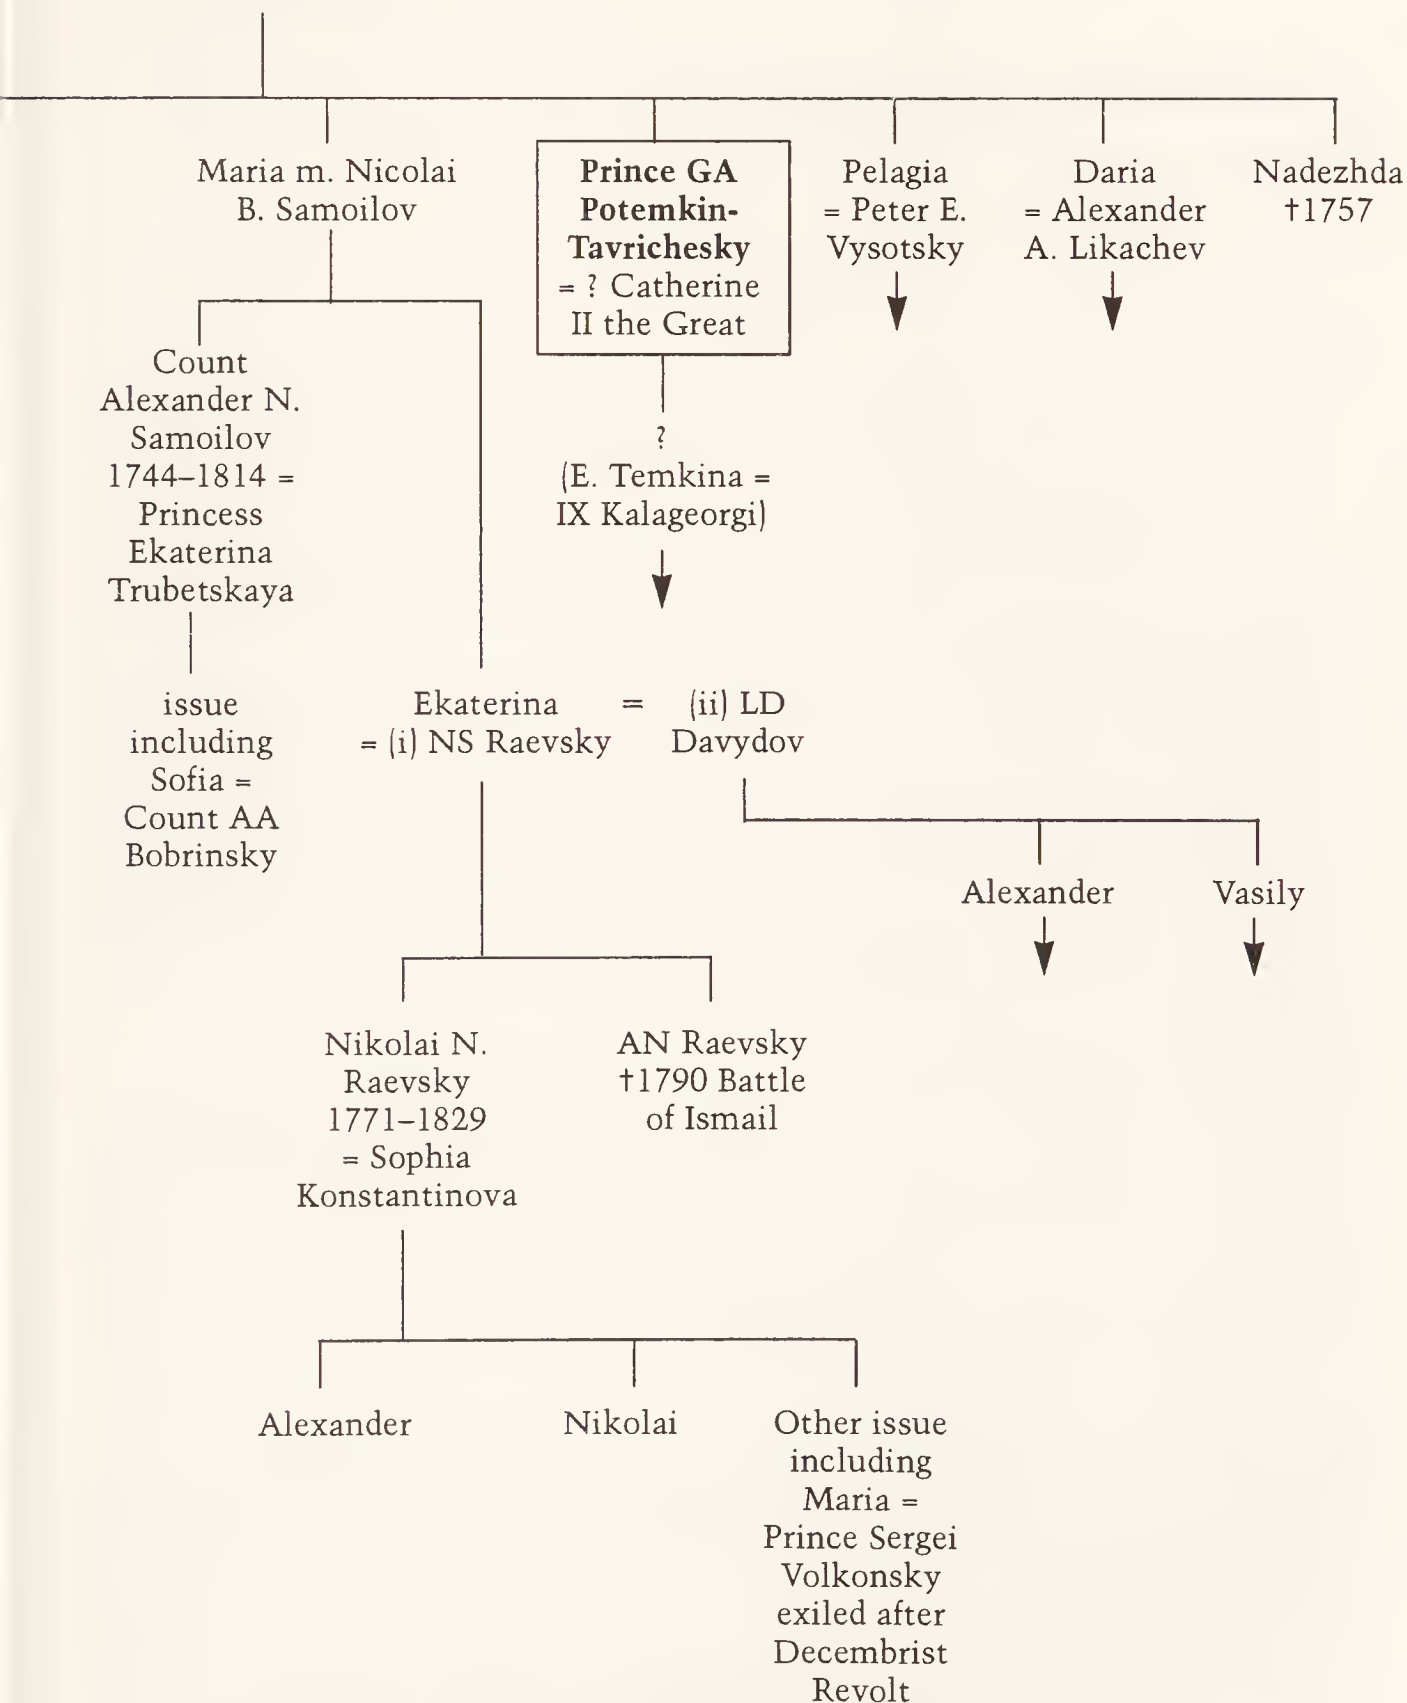 Maria m. Nicolai
B. Samoilov
Prince GA
Potemkin-
Tavrichesky
= ? Catherine
II the Great
Pelagia
= Peter E.
Vysotsky
Daria
= Alexander
A. Likachev
Nadezhda
†1757
Count
Alexander N.
Samoilov
1744–1814 =
Princess
Ekaterina
Trubetskaya
?
(E. Temkina =
IX Kalageorgi)
issue
including
Sofia =
Count AA
Bobrinsky
Ekaterina = (ii) LD
= (i) NS Raevsky Davydov
Alexander
Vasily
Nikolai N.
Raevsky
1771–1829
= Sophia
Konstantinova
AN Raevsky
†1790 Battle
of Ismail
Alexander
Nikolai
Other issue
including
Maria =
Prince Sergei
Volkonsky
exiled after
Decembrist
Revolt